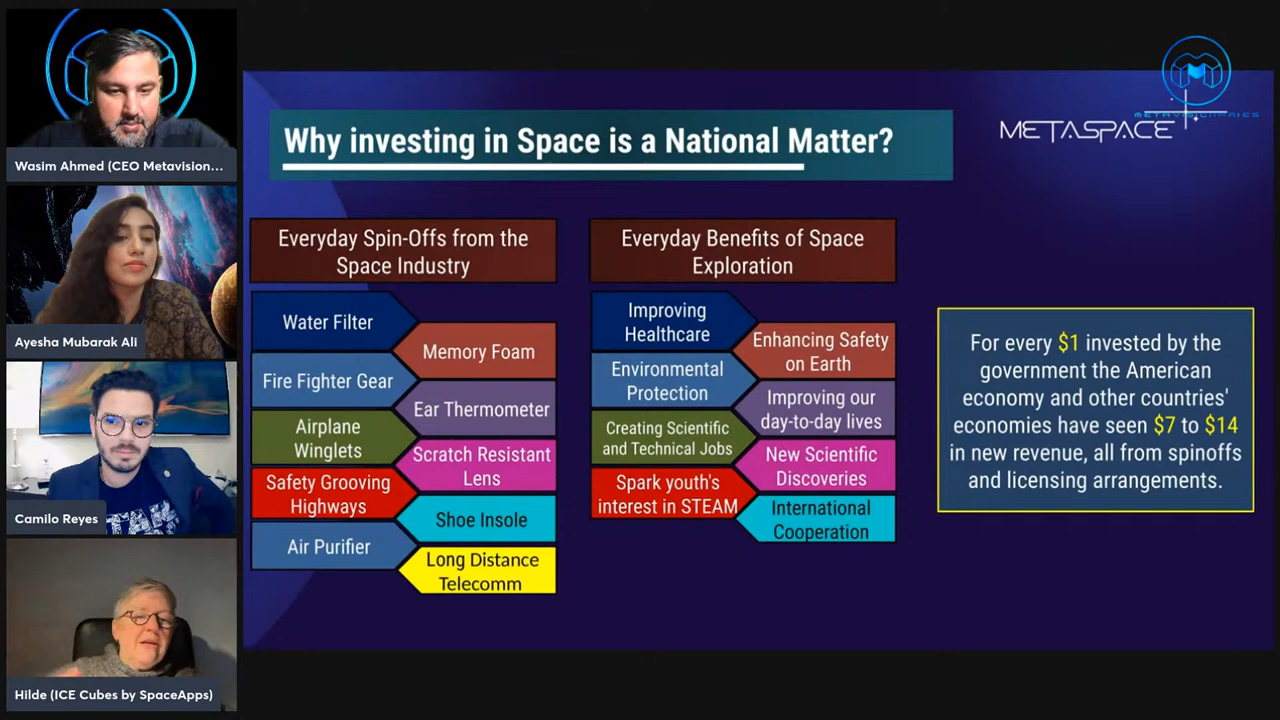 Wasim Ahmed (CEO Metavision...
Ayesha Mubarak Ali
Camilo Reyes
Hilde (ICE Cubes by SpaceApps)
METAVISIONARIES
METASPACE
Why investing in Space is a National Matter?
Everyday Spin-Offs from the
Space Industry
Water Filter
Memory Foam
Fire Fighter Gear
Ear Thermometer
Airplane
Winglets
Scratch Resistant
Lens
Safety Grooving
Highways
Shoe Insole
Air Purifier
Long Distance
Telecomm
Everyday Benefits of Space
Exploration
Improving
Healthcare
Enhancing Safety
on Earth
Environmental
Protection
Improving our
day-to-day lives
Creating Scientific
and Technical Jobs
New Scientific
Discoveries
Spark youth's
interest in STEAM
International
Cooperation
For every $1 invested by the
government the American
economy and other countries'
economies have seen $7 to $14
in new revenue, all from spinoffs
and licensing arrangements.